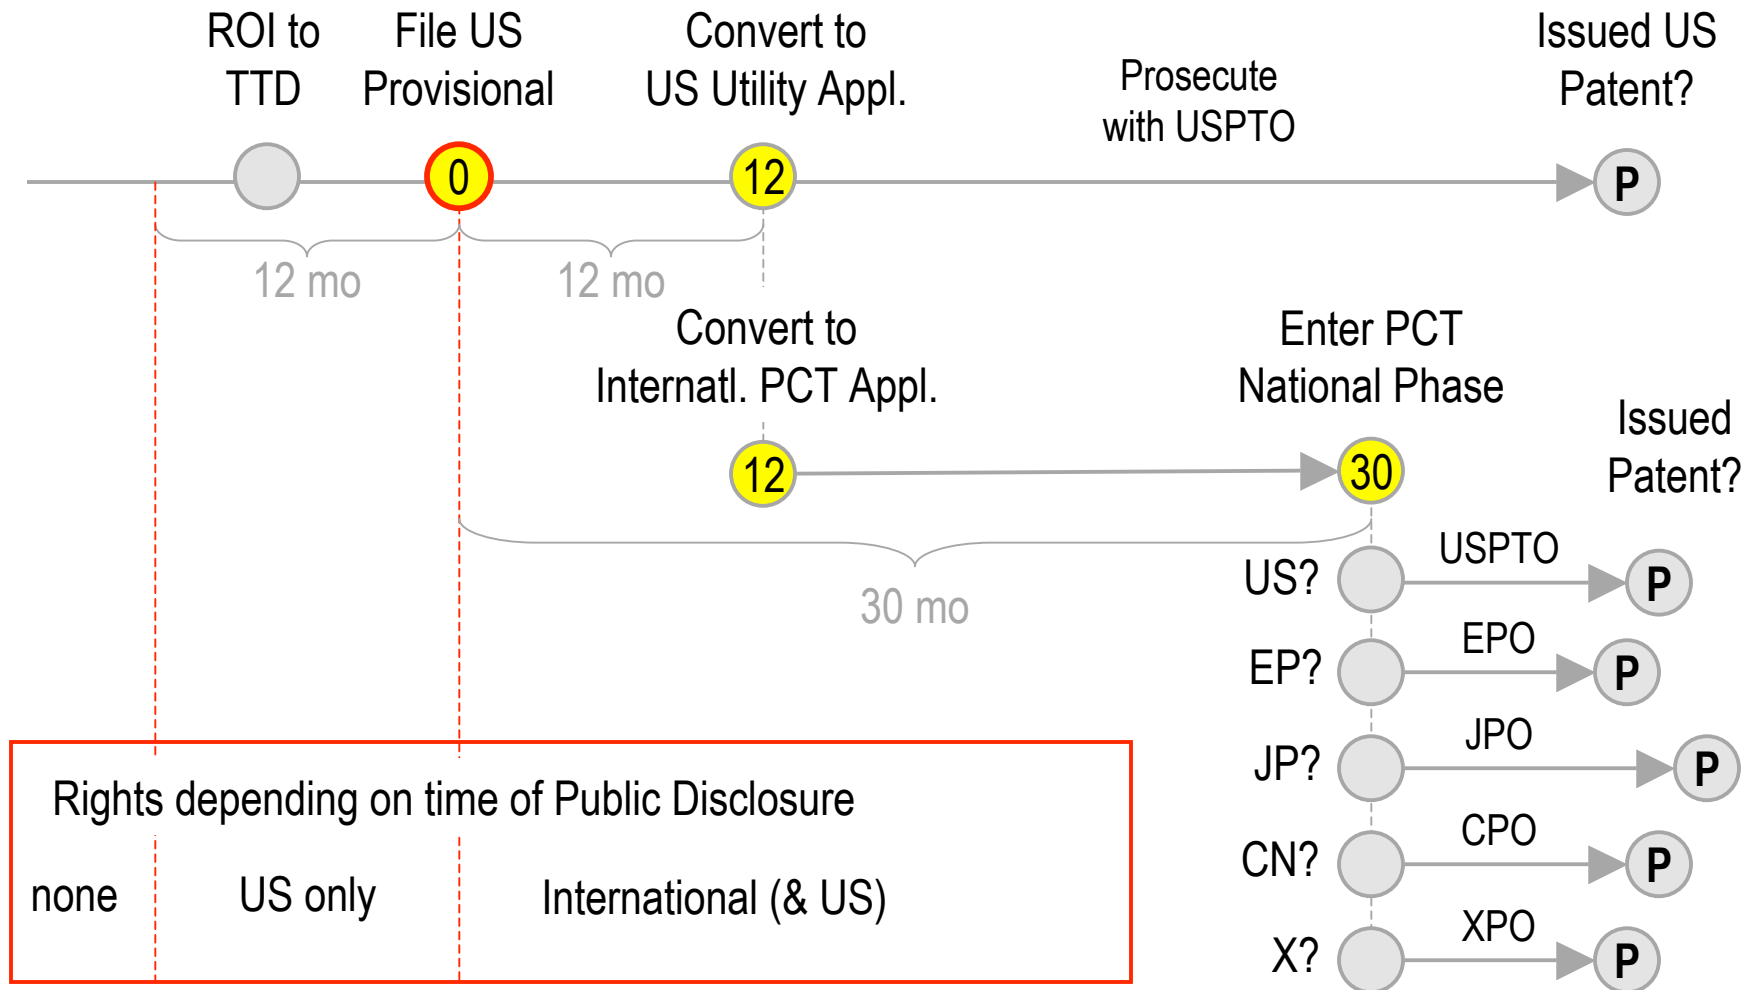 ROI to
TTD
File US
Provisional
Convert to
US Utility Appl.
Prosecute
with USPTO
Issued US
Patent?
0
12
P
12 mo
12 mo
Convert to
Internatl. PCT Appl.
Enter PCT
National Phase
Issued
Patent?
12
30
30 mo
US?
USPTO
P
EP?
EPO
P
JP?
JPO
P
CN?
CPO
P
X?
XPO
P
Rights depending on time of Public Disclosure
none
US only
International (& US)